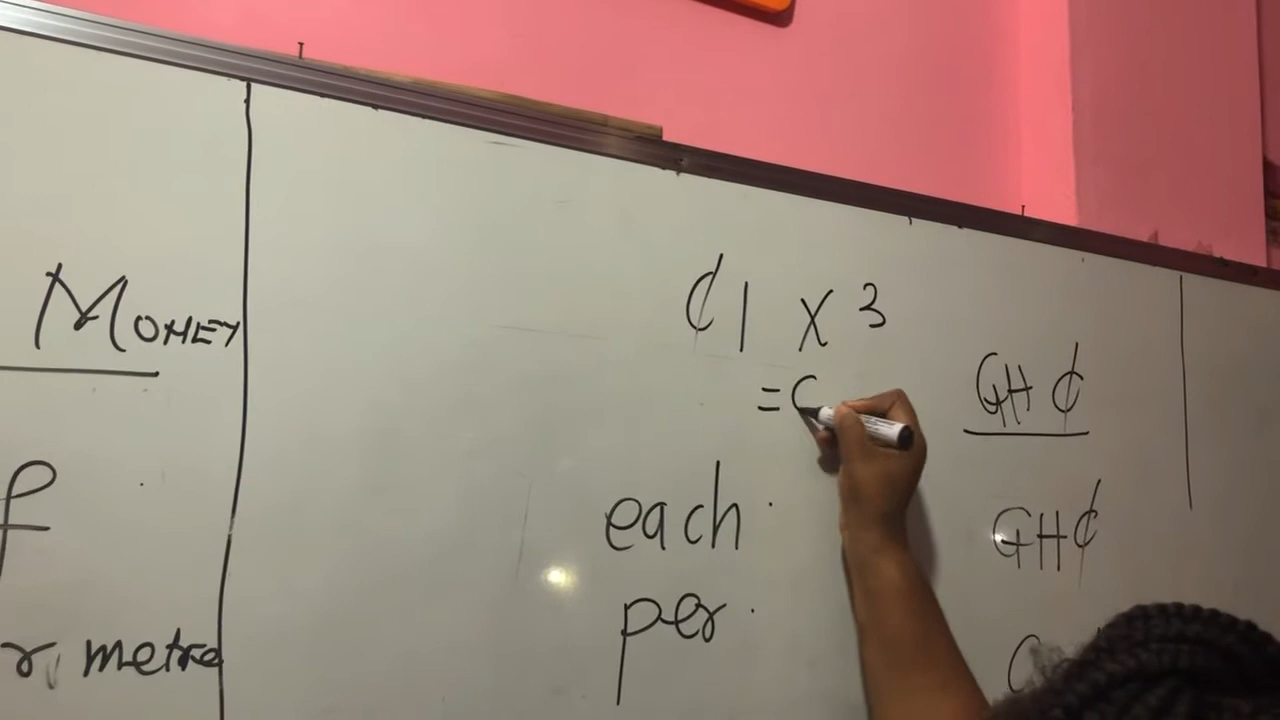 MONEY
f
r, metre
₵1 X 3
= C
each
per
GH₵
GH₵